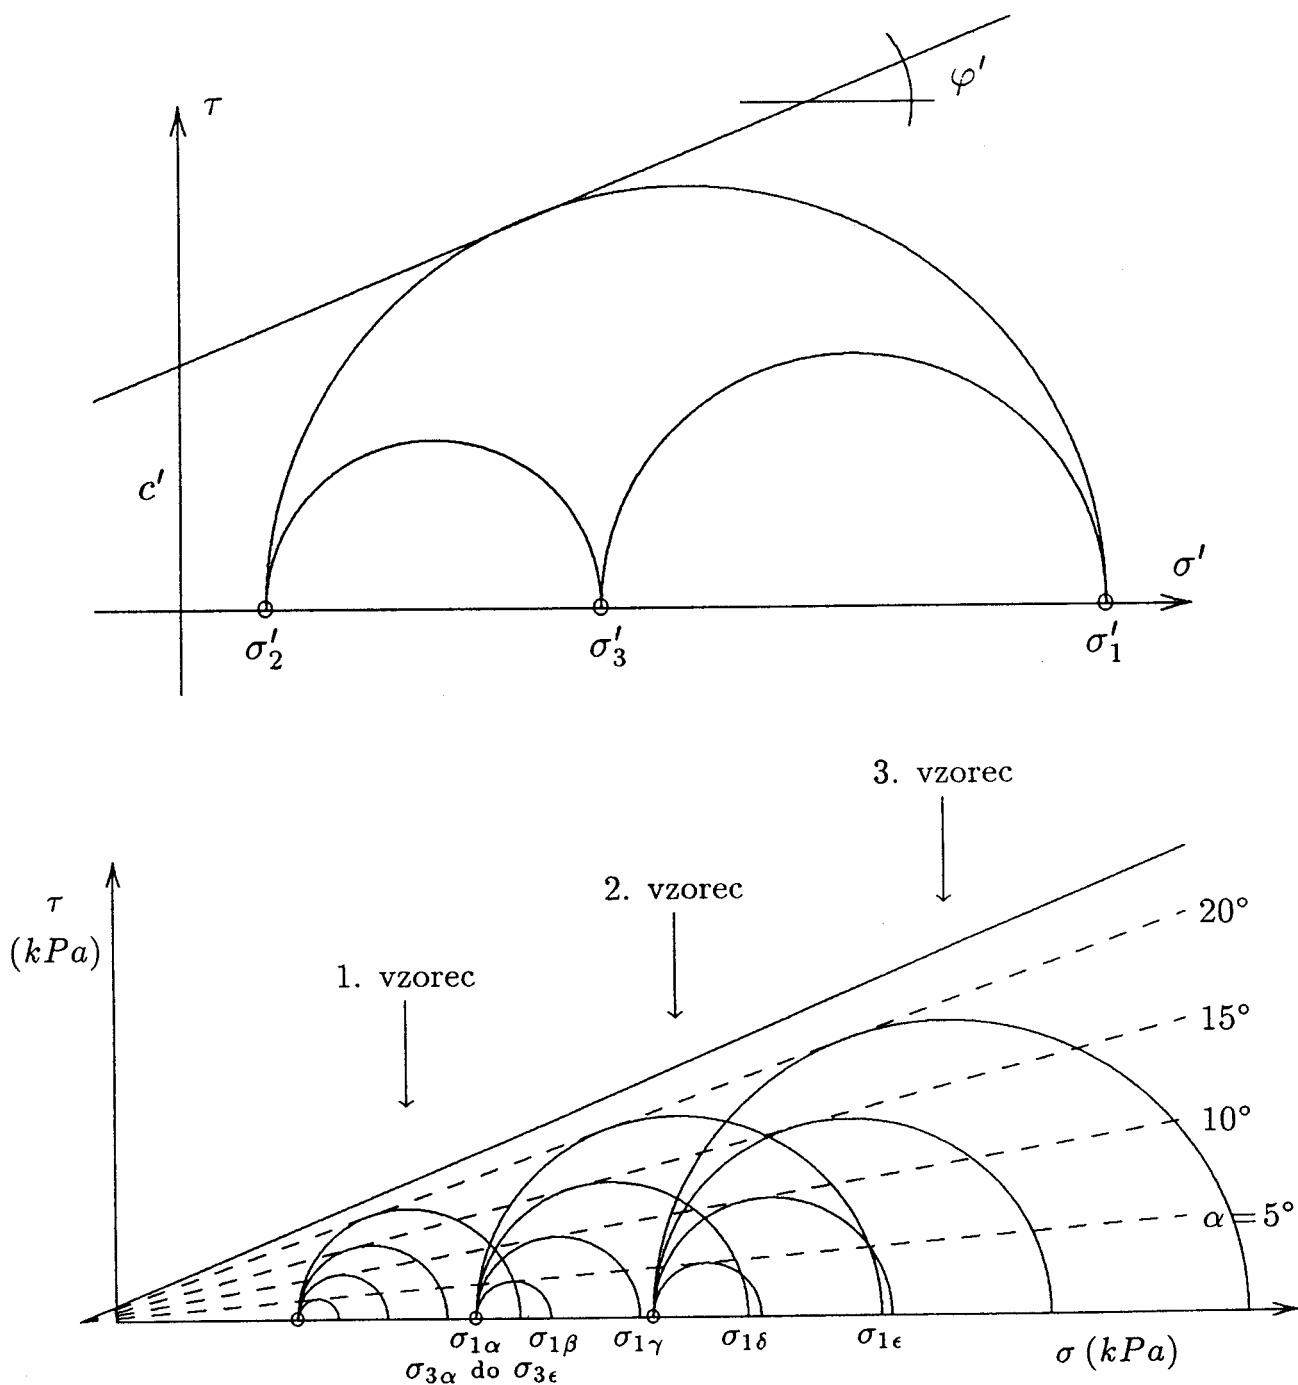 τ
φ′
c′
σ′
σ′₂
σ′₃
σ′₁
3. vzorec
2. vzorec
1. vzorec
τ
(kPa)
20°
15°
10°
α = 5°
σ₁α σ₁β σ₁γ σ₁δ σ₁ϵ
σ₃α do σ₃ϵ
σ (kPa)